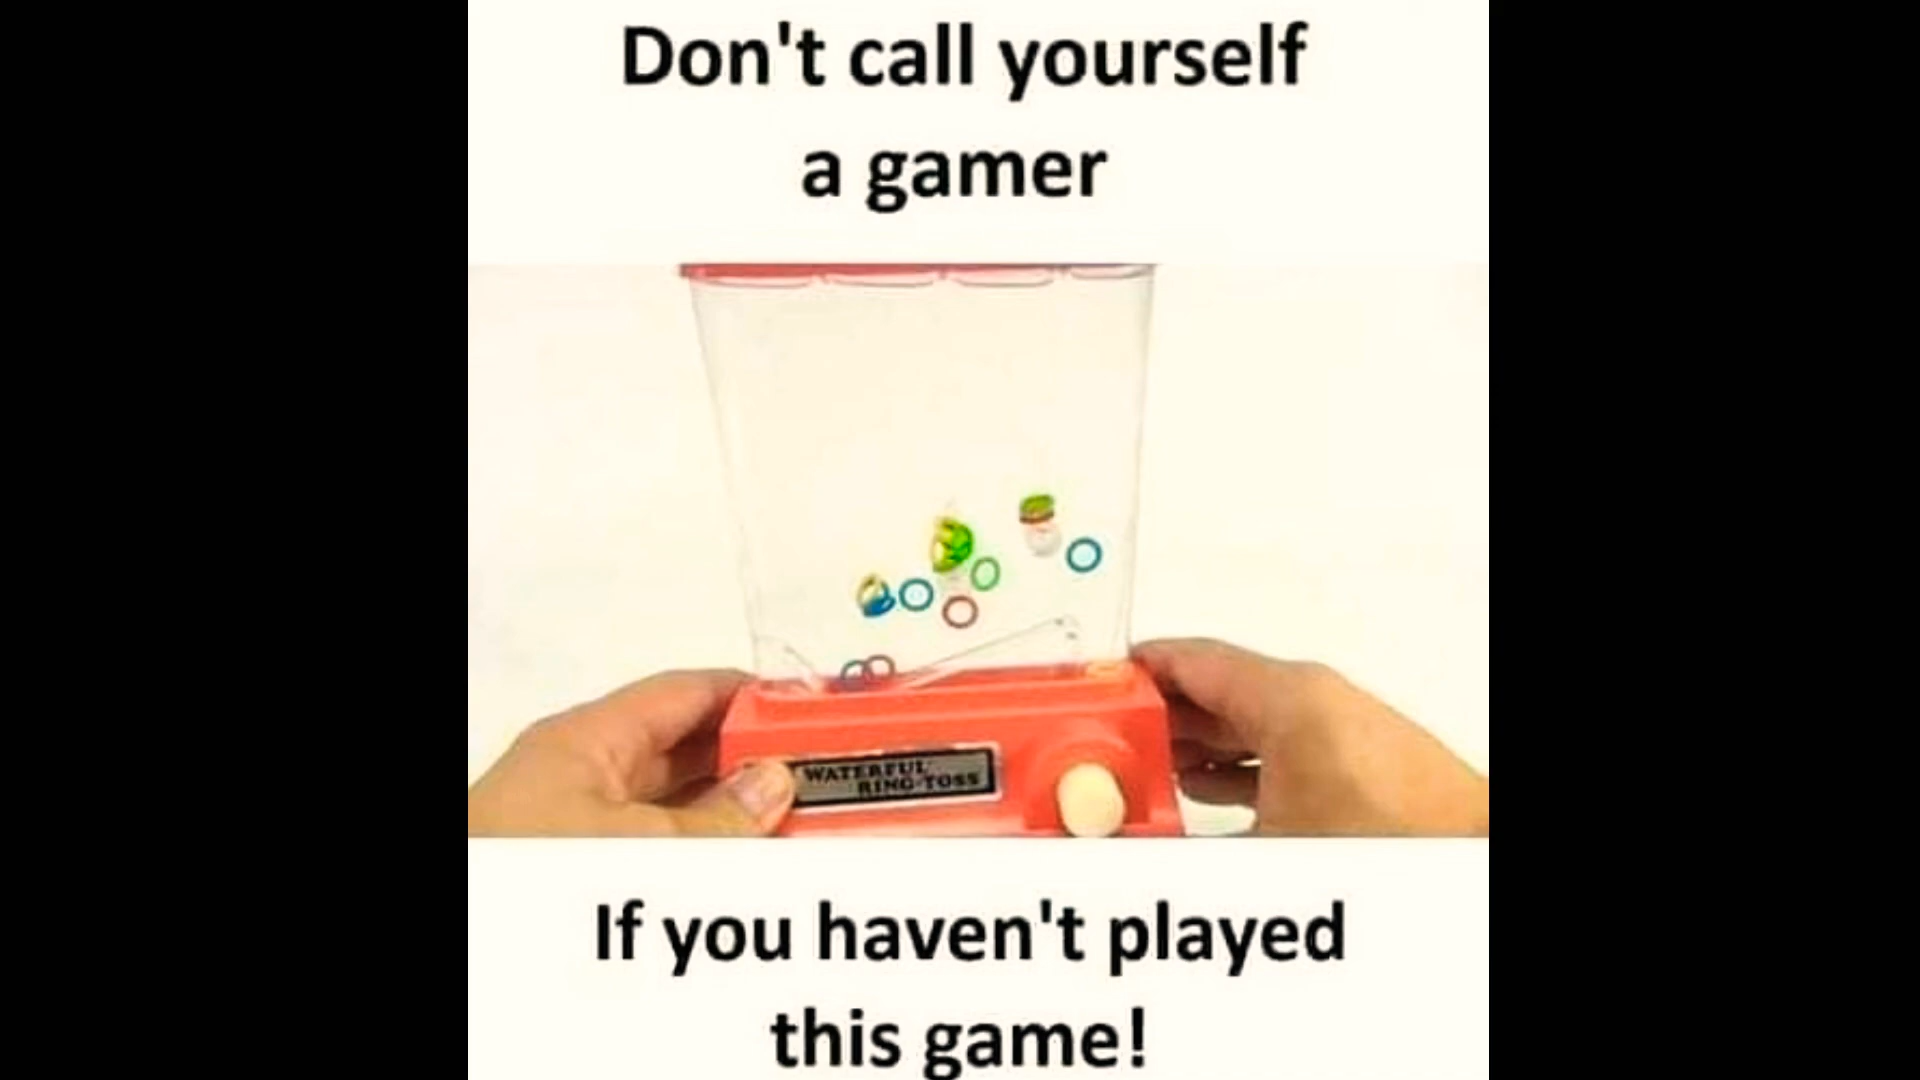 Don't call yourself
a gamer
WATERFUL
RING-TOSS
If you haven't played
this game!